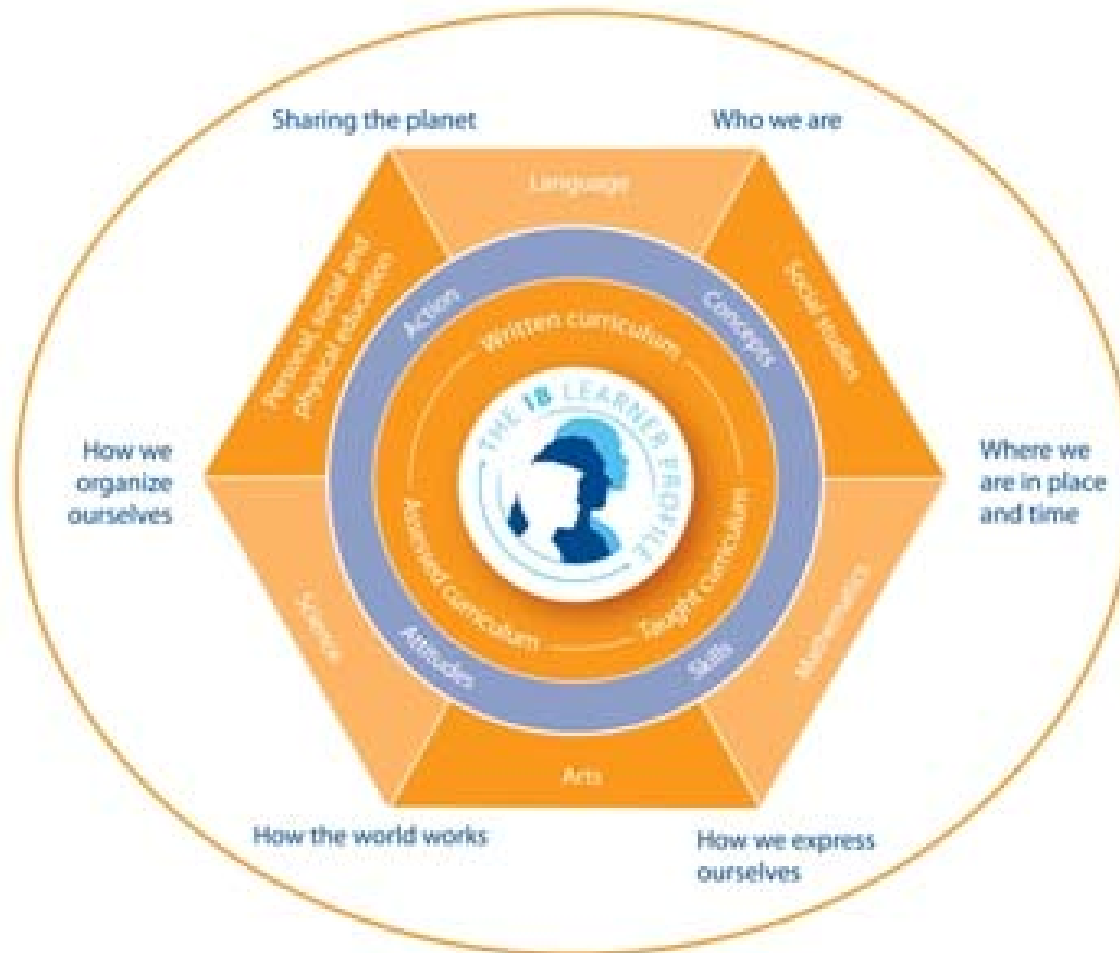 Sharing the planet
Who we are
Language
Personal, social and
physical education
Social studies
Action
Concepts
Written curriculum
THE IB LEARNER PROFILE
How we
organize
ourselves
Where we
are in place
and time
Assessed curriculum
Taught curriculum
Science
Mathematics
Attitudes
Skills
Arts
How the world works
How we express
ourselves